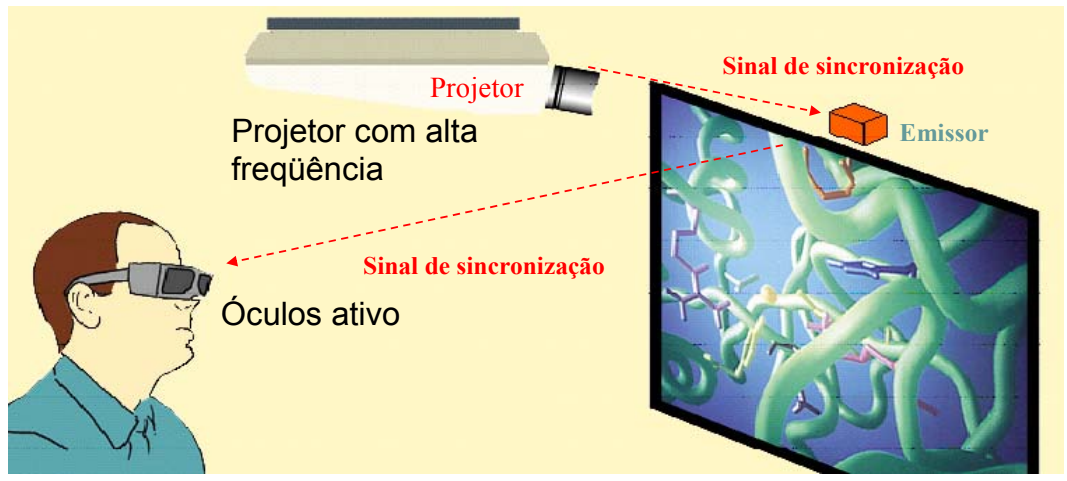 Sinal de sincronização
Projetor
Emissor
Projetor com alta
freqüência
Sinal de sincronização
Óculos ativo